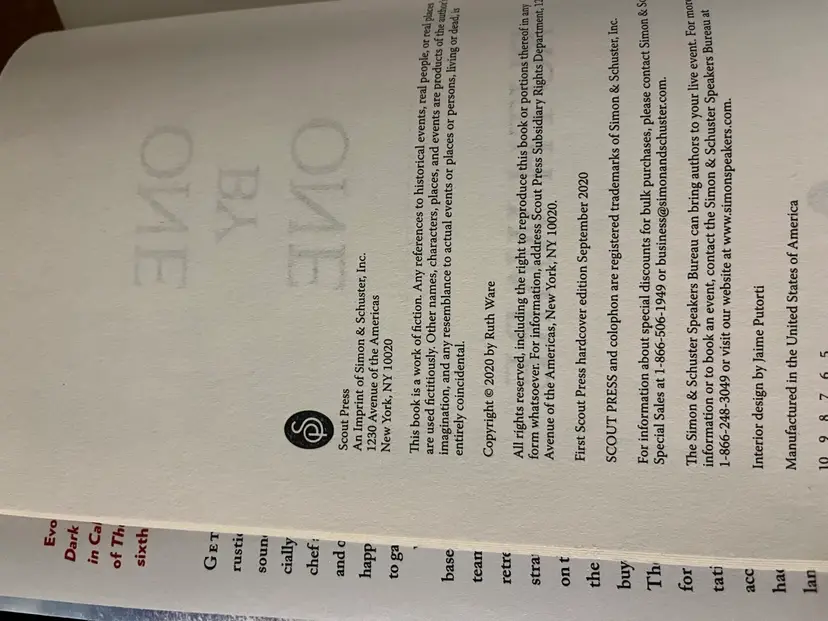 ONE
BY
ONE
Scout Press
An Imprint of Simon & Schuster, Inc.
1230 Avenue of the Americas
New York, NY 10020
This book is a work of fiction. Any references to historical events, real people, or real places
are used fictitiously. Other names, characters, places, and events are products of the author's
imagination, and any resemblance to actual events or places or persons, living or dead, is
entirely coincidental.
Copyright © 2020 by Ruth Ware
All rights reserved, including the right to reproduce this book or portions thereof in any
form whatsoever. For information, address Scout Press Subsidiary Rights Department, 12
Avenue of the Americas, New York, NY 10020.
First Scout Press hardcover edition September 2020
SCOUT PRESS and colophon are registered trademarks of Simon & Schuster, Inc.
For information about special discounts for bulk purchases, please contact Simon & Sc
Special Sales at 1-866-506-1949 or business@simonandschuster.com.
The Simon & Schuster Speakers Bureau can bring authors to your live event. For more
information or to book an event, contact the Simon & Schuster Speakers Bureau at
1-866-248-3049 or visit our website at www.simonspeakers.com.
Interior design by Jaime Putorti
Manufactured in the United States of America
10 9 8 7 6 5
Evo
Dark
in Ca
of Th
sixth
GET
rustic
soun
cially
chef
and
happ
to ga
base
team
retre
stra
on t
the
buy
Th
for
tati
acc
had
lan